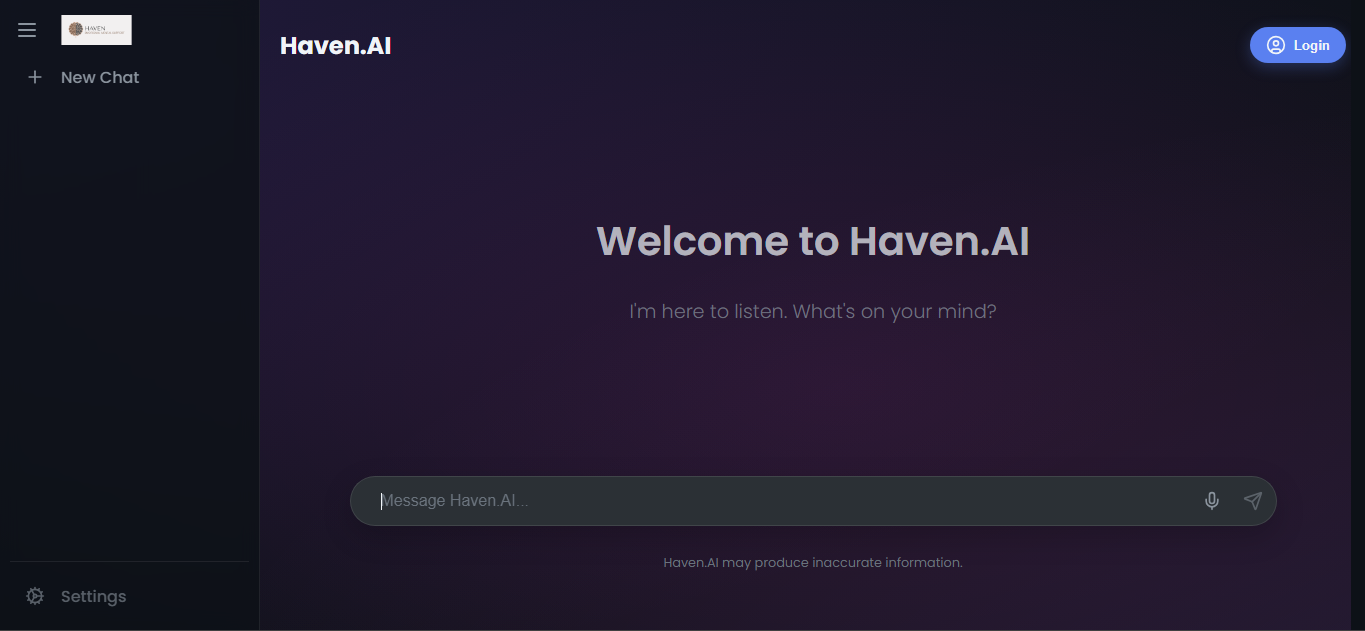 HAVEN
Haven.AI
Login
New Chat
Welcome to Haven.AI
I'm here to listen. What's on your mind?
Message Haven.AI...
Haven.AI may produce inaccurate information.
Settings